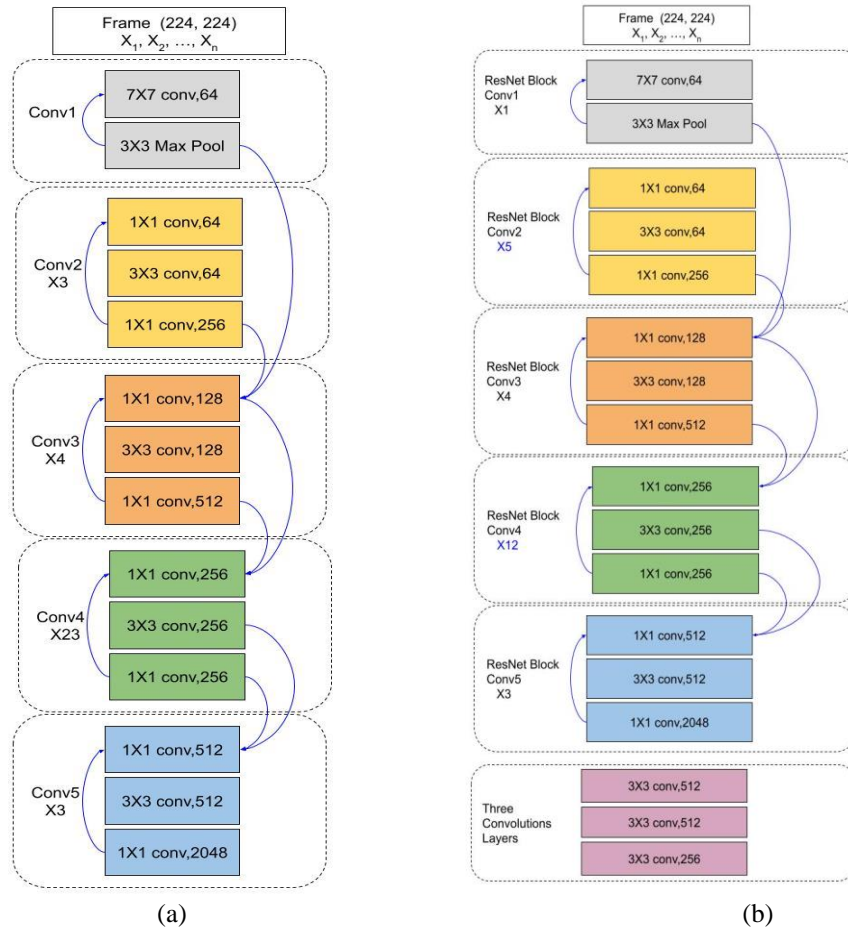 Frame (224, 224)
X1, X2, …, Xn
Conv1
7X7 conv,64
3X3 Max Pool
Conv2
X3
1X1 conv,64
3X3 conv,64
1X1 conv,256
Conv3
X4
1X1 conv,128
3X3 conv,128
1X1 conv,512
Conv4
X23
1X1 conv,256
3X3 conv,256
1X1 conv,256
Conv5
X3
1X1 conv,512
3X3 conv,512
1X1 conv,2048
(a)
Frame (224, 224)
X1, X2, …, Xn
ResNet Block
Conv1
X1
7X7 conv,64
3X3 Max Pool
ResNet Block
Conv2
X5
1X1 conv,64
3X3 conv,64
1X1 conv,256
ResNet Block
Conv3
X4
1X1 conv,128
3X3 conv,128
1X1 conv,512
ResNet Block
Conv4
X12
1X1 conv,256
3X3 conv,256
1X1 conv,256
ResNet Block
Conv5
X3
1X1 conv,512
3X3 conv,512
1X1 conv,2048
Three
Convolutions
Layers
3X3 conv,512
3X3 conv,512
3X3 conv,256
(b)